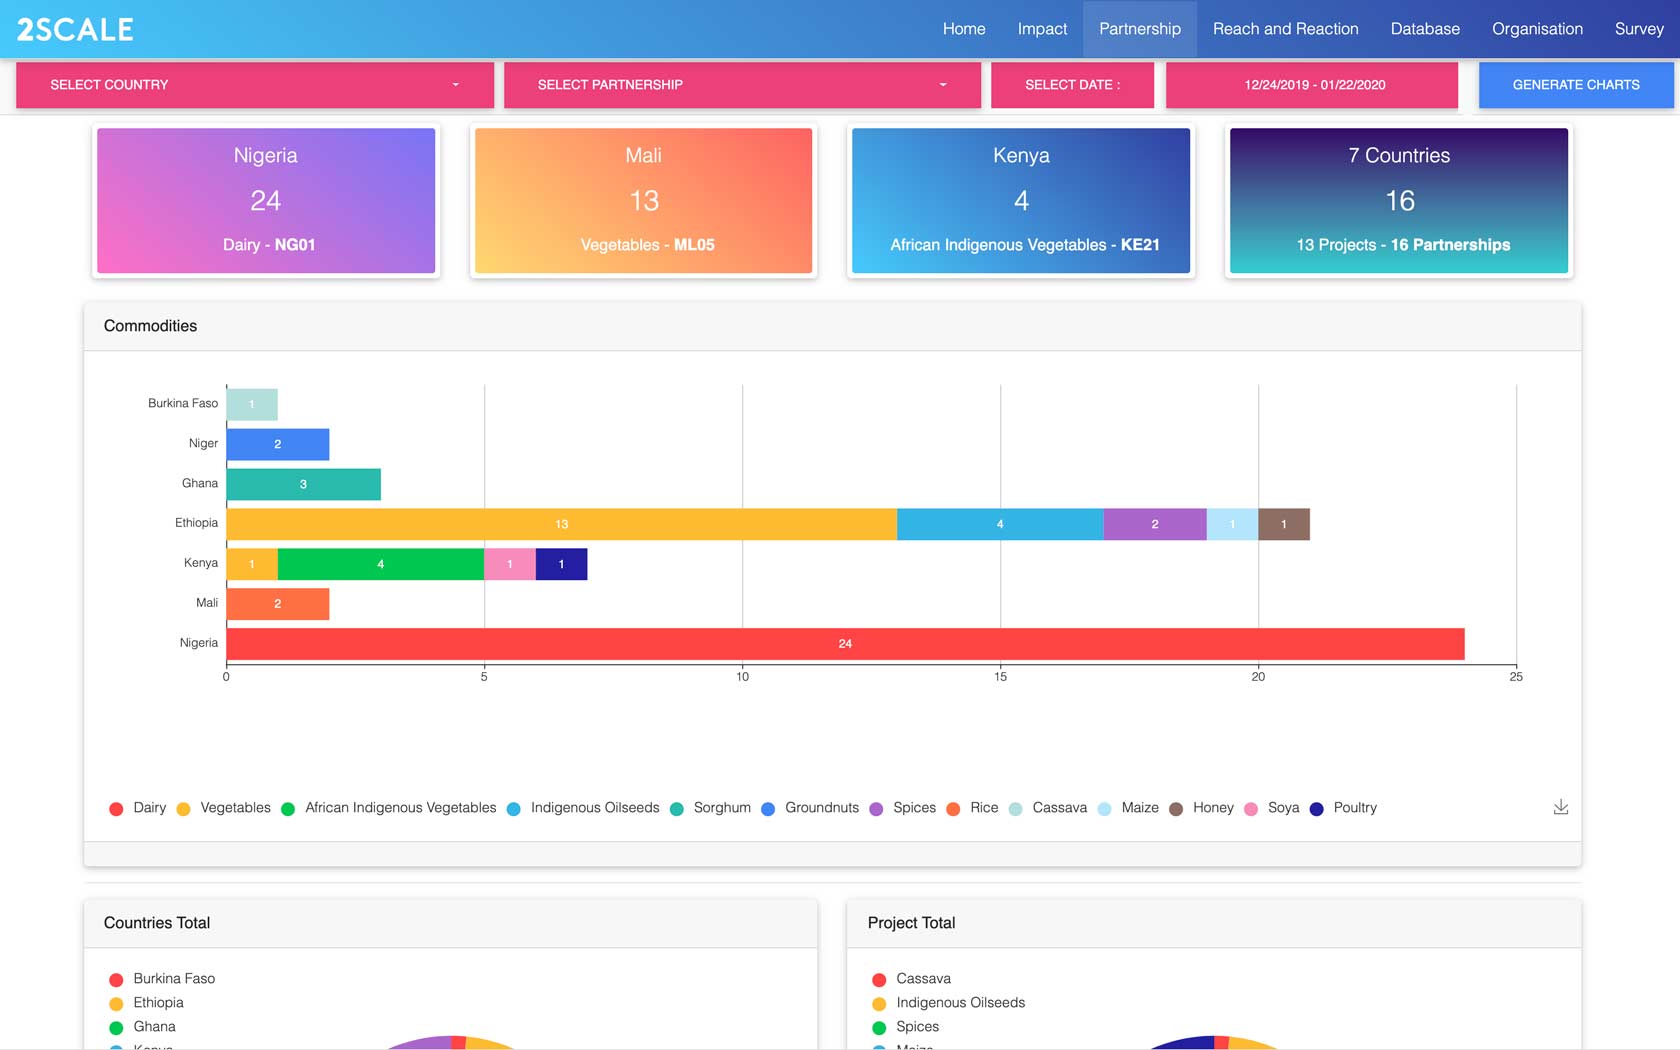 2SCALE
Home Impact Partnership Reach and Reaction Database Organisation Survey
SELECT COUNTRY SELECT PARTNERSHIP SELECT DATE : 12/24/2019 - 01/22/2020 GENERATE CHARTS
Nigeria
24
Dairy - NG01
Mali
13
Vegetables - ML05
Kenya
4
African Indigenous Vegetables - KE21
7 Countries
16
13 Projects - 16 Partnerships
Commodities
Burkina Faso 1
Niger 2
Ghana 3
Ethiopia 13 4 2 1 1
Kenya 1 4 1 1
Mali 2
Nigeria 24
0 5 10 15 20 25
Dairy Vegetables African Indigenous Vegetables Indigenous Oilseeds Sorghum Groundnuts Spices Rice Cassava Maize Honey Soya Poultry
Countries Total
Burkina Faso
Ethiopia
Ghana
Kenya
Project Total
Cassava
Indigenous Oilseeds
Spices
Maize